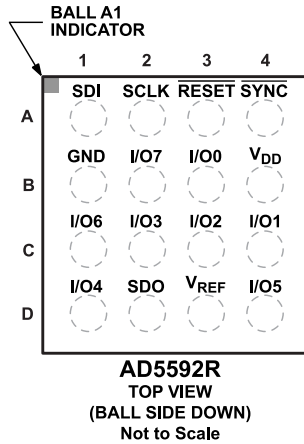 BALL A1
INDICATOR
1 2 3 4
A SDI SCLK RESET SYNC
B GND I/O7 I/O0 VDD
C I/O6 I/O3 I/O2 I/O1
D I/O4 SDO VREF I/O5
AD5592R
TOP VIEW
(BALL SIDE DOWN)
Not to Scale